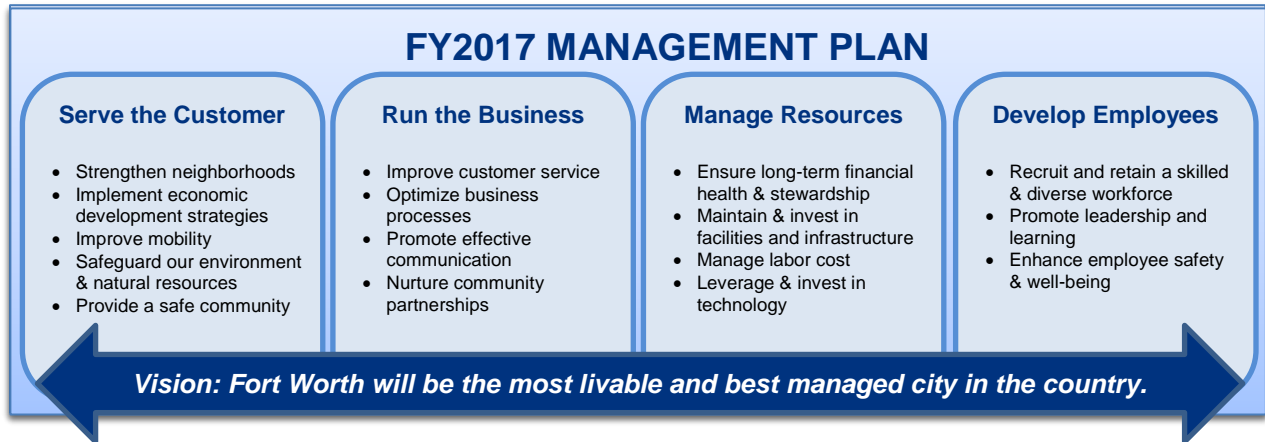 FY2017 MANAGEMENT PLAN
Serve the Customer
• Strengthen neighborhoods
• Implement economic
development strategies
• Improve mobility
• Safeguard our environment
& natural resources
• Provide a safe community
Run the Business
• Improve customer service
• Optimize business
processes
• Promote effective
communication
• Nurture community
partnerships
Manage Resources
• Ensure long-term financial
health & stewardship
• Maintain & invest in
facilities and infrastructure
• Manage labor cost
• Leverage & invest in
technology
Develop Employees
• Recruit and retain a skilled
& diverse workforce
• Promote leadership and
learning
• Enhance employee safety
& well-being
Vision: Fort Worth will be the most livable and best managed city in the country.